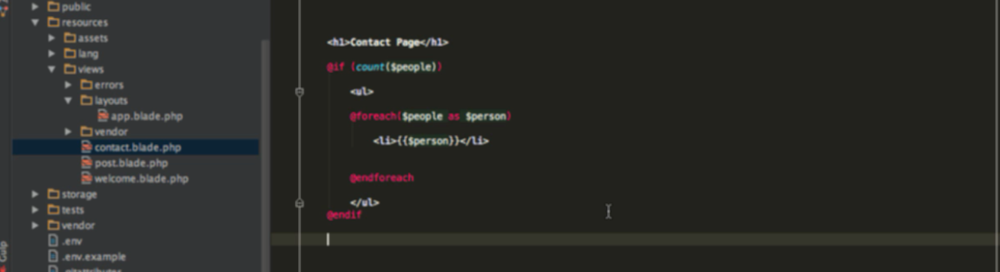 public
resources
assets
lang
views
errors
layouts
app.blade.php
vendor
contact.blade.php
post.blade.php
welcome.blade.php
storage
tests
vendor
.env
.env.example
.gitattributes
Gulp
<h1>Contact Page</h1>
@if (count($people))
<ul>
@foreach($people as $person)
<li>{{$person}}</li>
@endforeach
</ul>
@endif